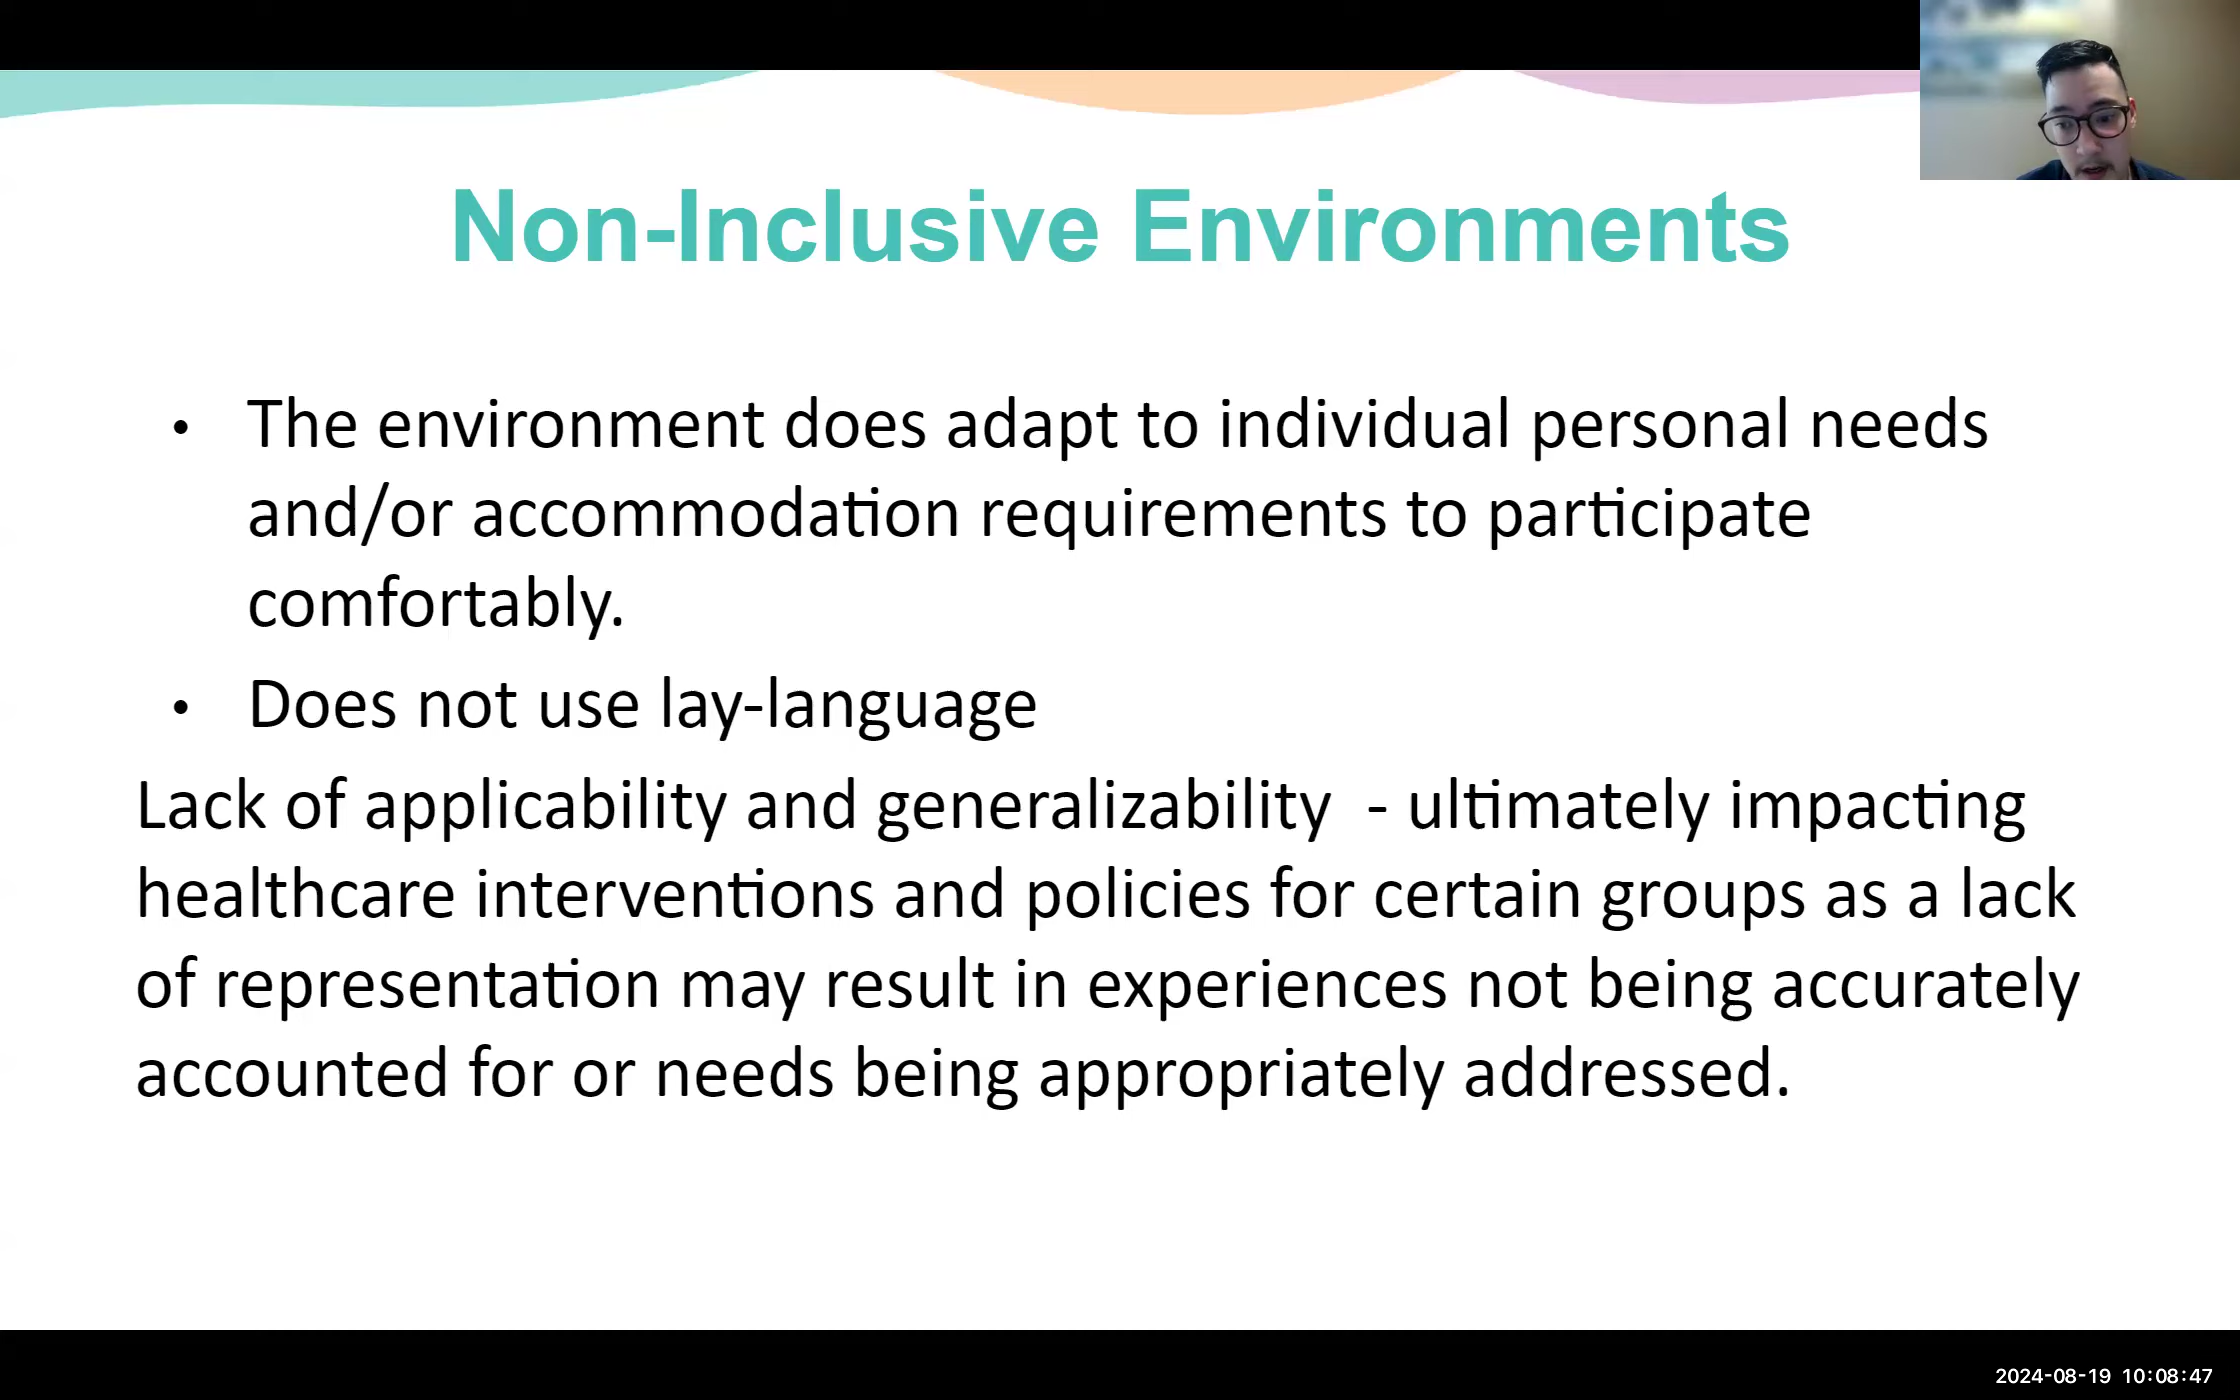 Non-Inclusive Environments
• The environment does adapt to individual personal needs
and/or accommodation requirements to participate
comfortably.
• Does not use lay-language
Lack of applicability and generalizability - ultimately impacting
healthcare interventions and policies for certain groups as a lack
of representation may result in experiences not being accurately
accounted for or needs being appropriately addressed.
2024-08-19 10:08:47